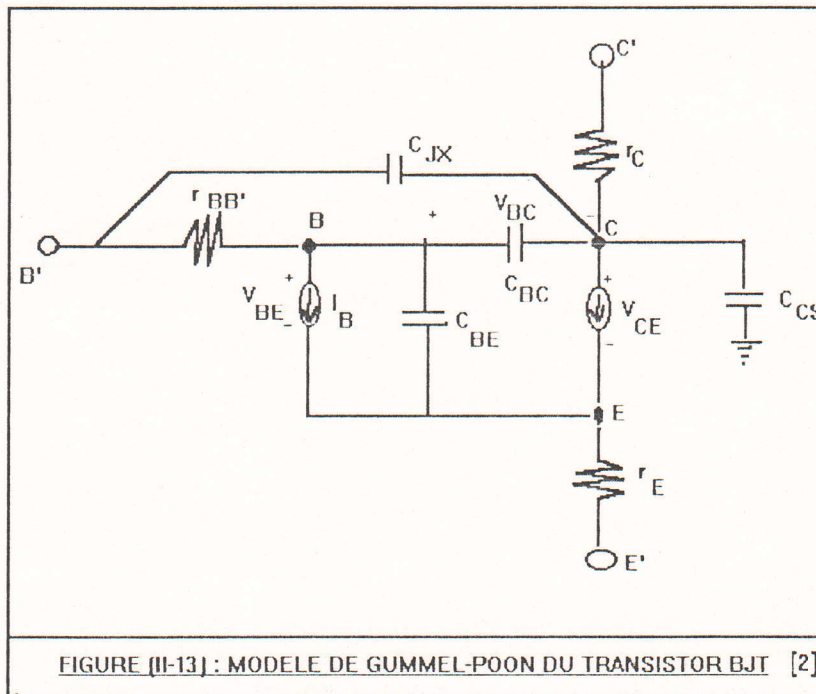 C'
C JX
r C
r BB'
B
+
V BC
-
C
B'
+
V BE
-
I B
C BE
C BC
+
V CE
-
C CS
E
r E
E'
FIGURE (II-13) : MODELE DE GUMMEL-POON DU TRANSISTOR BJT [2]